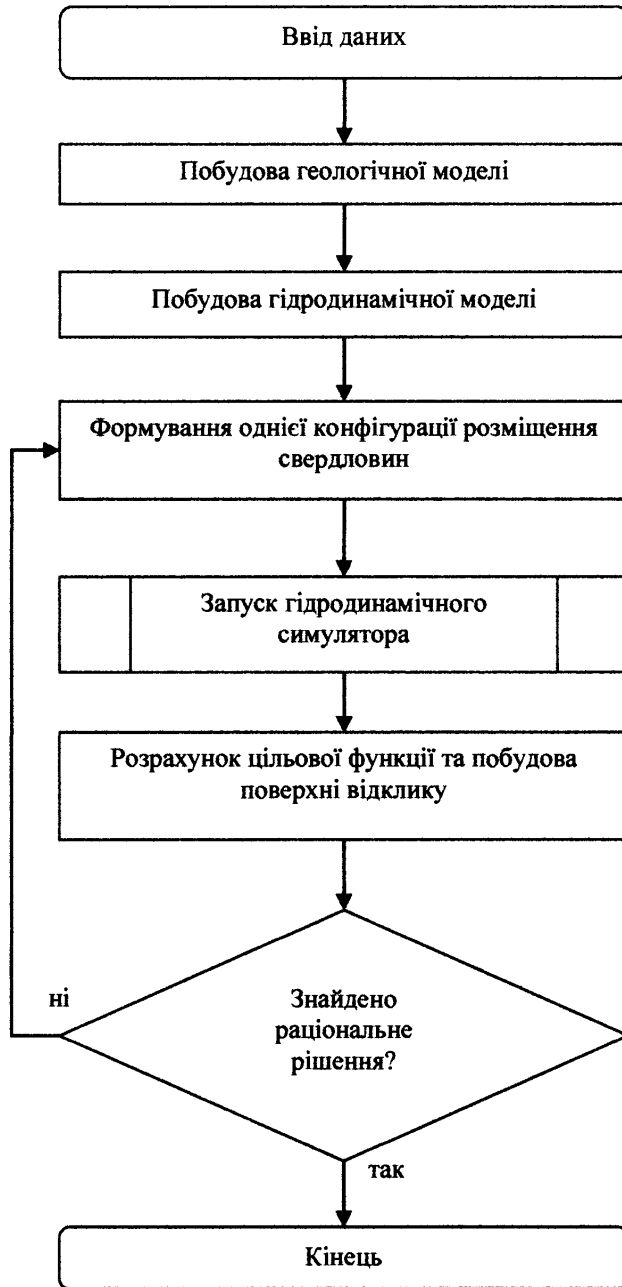 Ввід даних
Побудова геологічної моделі
Побудова гідродинамічної моделі
Формування однієї конфігурації розміщення
свердловин
Запуск гідродинамічного
симулятора
Розрахунок цільової функції та побудова
поверхні відклику
ні
Знайдено
раціональне
рішення?
так
Кінець